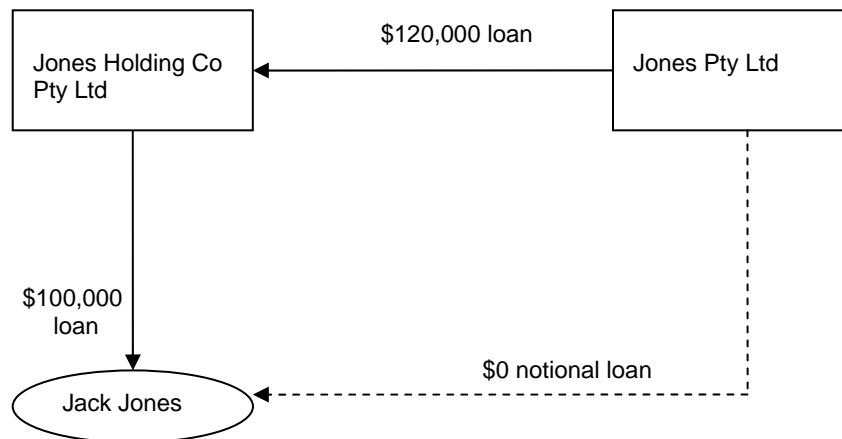 $120,000 loan
Jones Holding Co
Pty Ltd
Jones Pty Ltd
$100,000
loan
$0 notional loan
Jack Jones